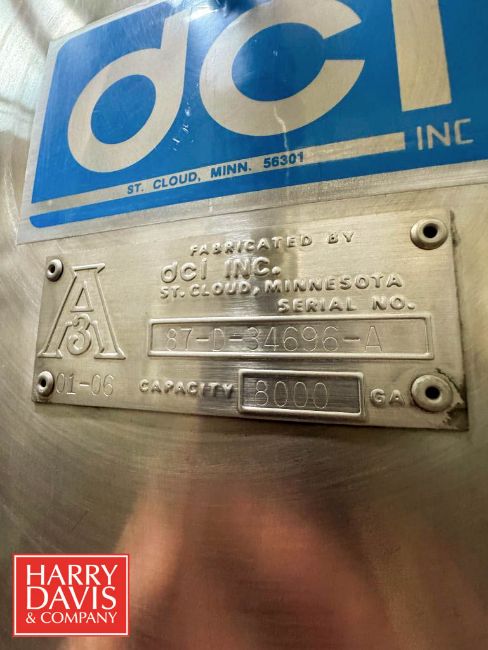 dci
INC
ST. CLOUD, MINN. 56301
FABRICATED BY
dci INC.
ST. CLOUD, MINNESOTA
SERIAL NO.
87-D-34696-A
3A
01-06 CAPACITY 8000 GA
HARRY
DAVIS
& COMPANY